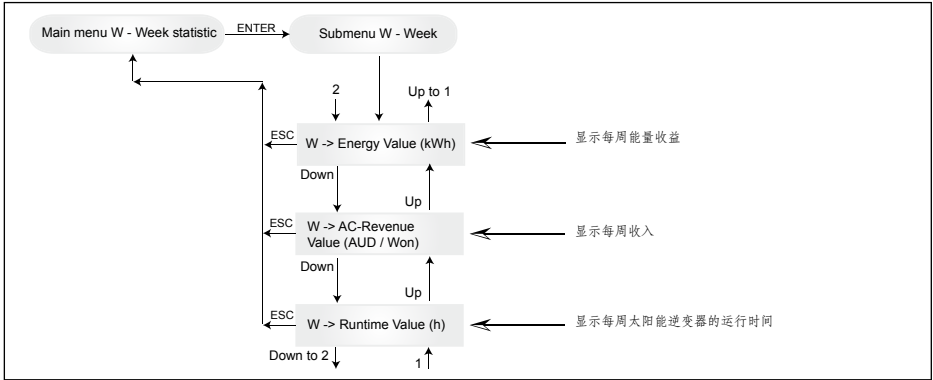 Main menu W - Week statistic
ENTER
Submenu W - Week
2
Up to 1
ESC
W -> Energy Value (kWh)
显示每周能量收益
Down
Up
ESC
W -> AC-Revenue
Value (AUD / Won)
显示每周收入
Down
Up
ESC
W -> Runtime Value (h)
显示每周太阳能逆变器的运行时间
Down to 2
1